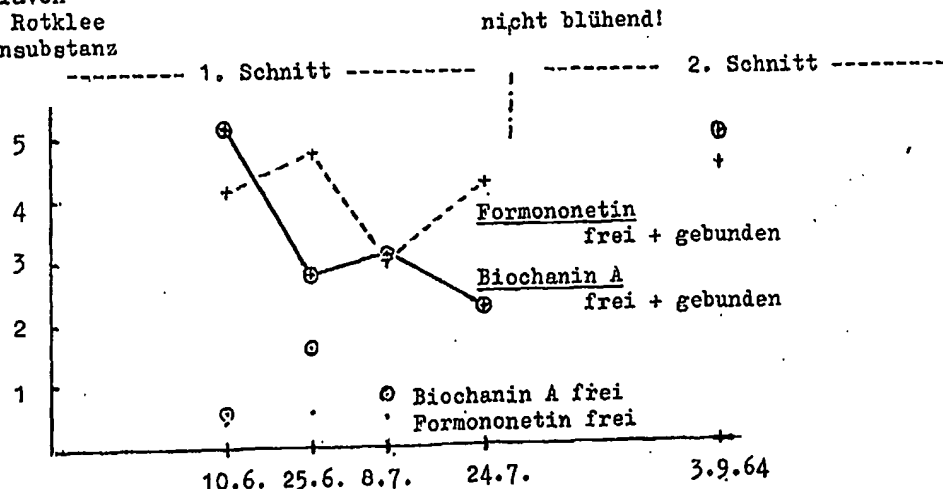 Rotklee
nsubstanz
nicht blühend!
1. Schnitt
2. Schnitt
5
4
3
2
1
Formononetin
frei + gebunden
Biochanin A
frei + gebunden
Biochanin A frei
Formononetin frei
10.6. 25.6. 8.7. 24.7. 3.9.64